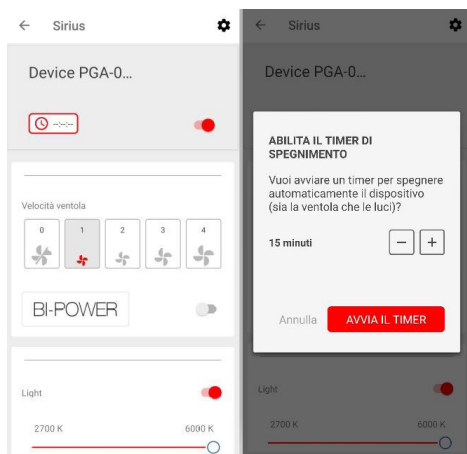 Sirius
Device PGA-0...
--:--:--
Velocità ventola
0 1 2 3 4
BI-POWER
Light
2700 K 6000 K
Sirius
Device PGA-0...
ABILITA IL TIMER DI
SPEGNIMENTO
Vuoi avviare un timer per spegnere
automaticamente il dispositivo
(sia la ventola che le luci)?
15 minuti − +
Annulla AVVIA IL TIMER
Light
2700 K 6000 K